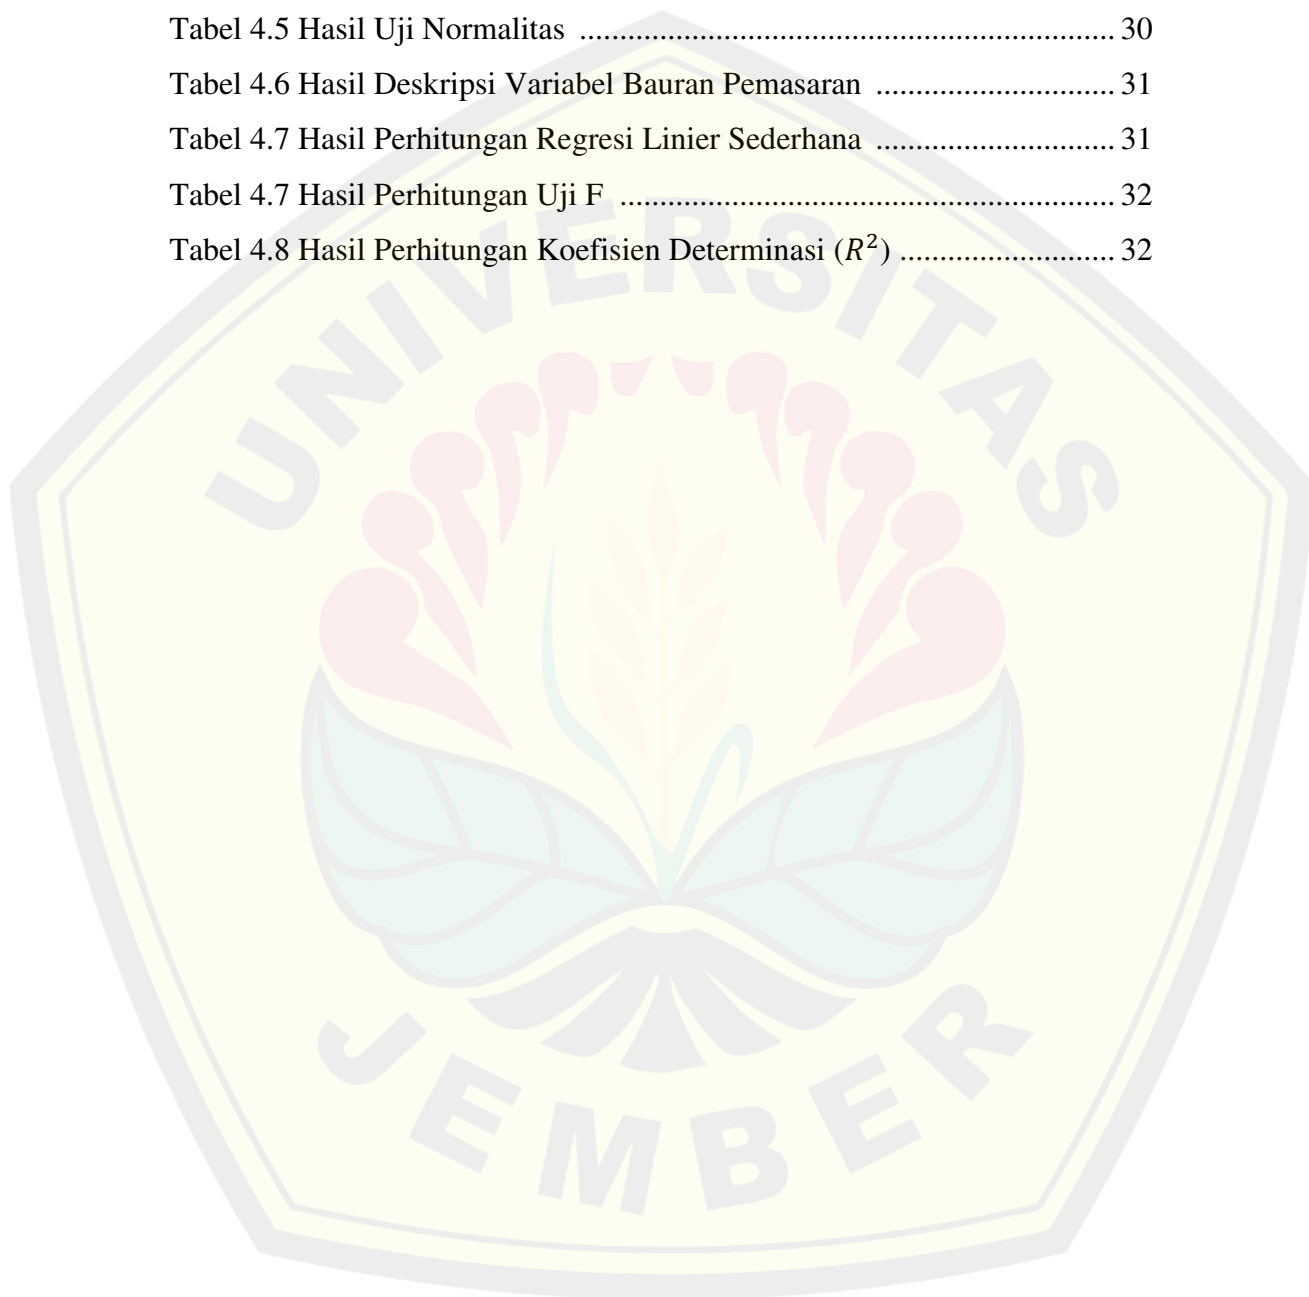 Tabel 4.5 Hasil Uji Normalitas .................................................................. 30
Tabel 4.6 Hasil Deskripsi Variabel Bauran Pemasaran .............................. 31
Tabel 4.7 Hasil Perhitungan Regresi Linier Sederhana .............................. 31
Tabel 4.7 Hasil Perhitungan Uji F ............................................................. 32
Tabel 4.8 Hasil Perhitungan Koefisien Determinasi (R²) ........................... 32
UNIVERSITAS
JEMBER